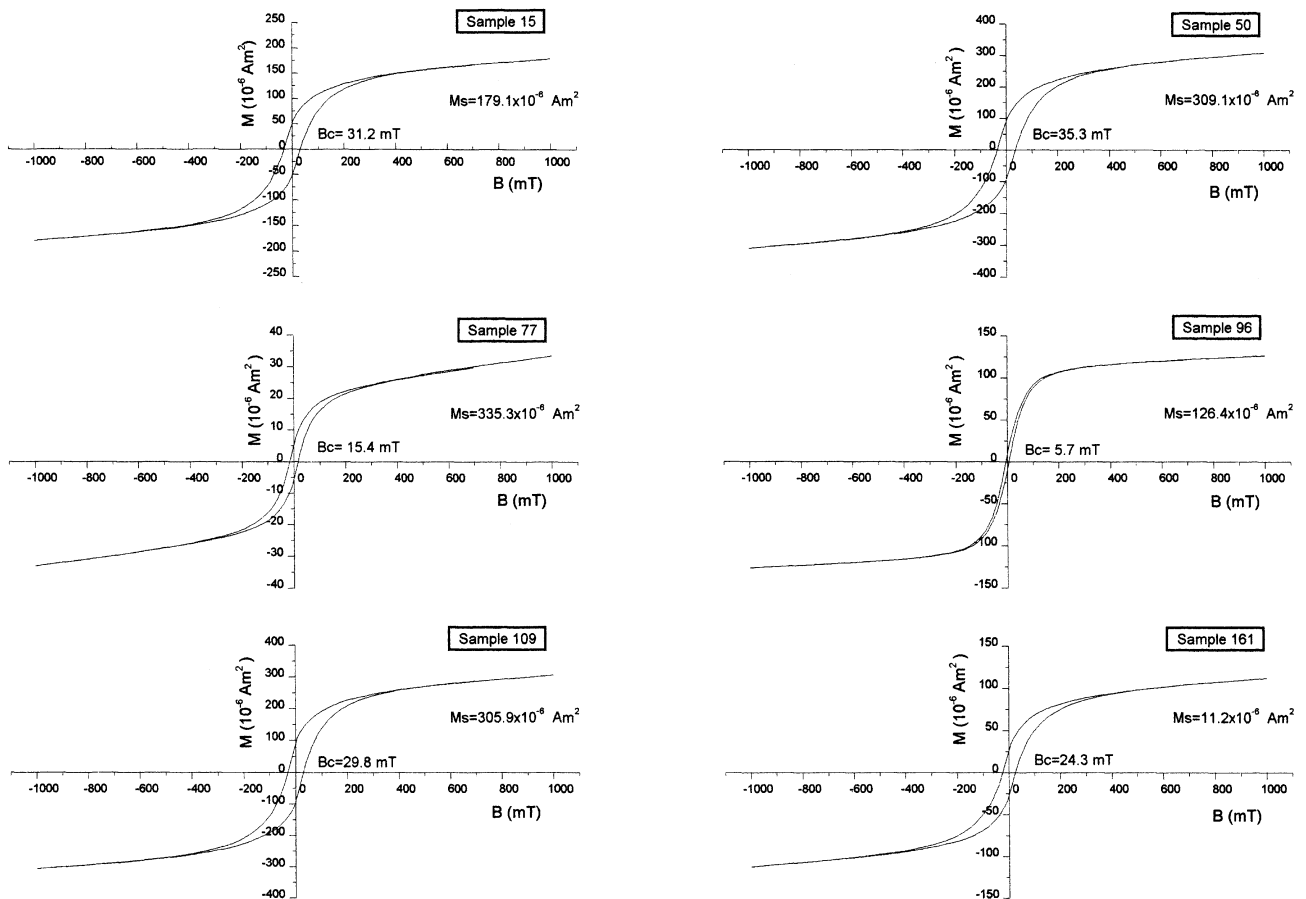 Sample 15
M (10⁻⁶ Am²)
250
200
150
100
50
0
-50
-100
-150
-200
-250
-1000 -800 -600 -400 -200 200 400 600 800 1000
B (mT)
Ms=179.1x10⁻⁶ Am²
Bc= 31.2 mT
Sample 50
M (10⁻⁶ Am²)
400
300
200
100
0
-100
-200
-300
-400
-1000 -800 -600 -400 -200 200 400 600 800 1000
B (mT)
Ms=309.1x10⁻⁶ Am²
Bc=35.3 mT
Sample 77
M (10⁻⁶ Am²)
40
30
20
10
0
-10
-20
-30
-40
-1000 -800 -600 -400 -200 200 400 600 800 1000
B (mT)
Ms=335.3x10⁻⁶ Am²
Bc= 15.4 mT
Sample 96
M (10⁻⁶ Am²)
150
100
50
0
-50
-100
-150
-1000 -800 -600 -400 -200 200 400 600 800 1000
B (mT)
Ms=126.4x10⁻⁶ Am²
Bc= 5.7 mT
Sample 109
M (10⁻⁶ Am²)
400
300
200
100
0
-100
-200
-300
-400
-1000 -800 -600 -400 -200 200 400 600 800 1000
B (mT)
Ms=305.9x10⁻⁶ Am²
Bc=29.8 mT
Sample 161
M (10⁻⁶ Am²)
150
100
50
0
-50
-100
-150
-1000 -800 -600 -400 -200 200 400 600 800 1000
B (mT)
Ms=11.2x10⁻⁶ Am²
Bc=24.3 mT